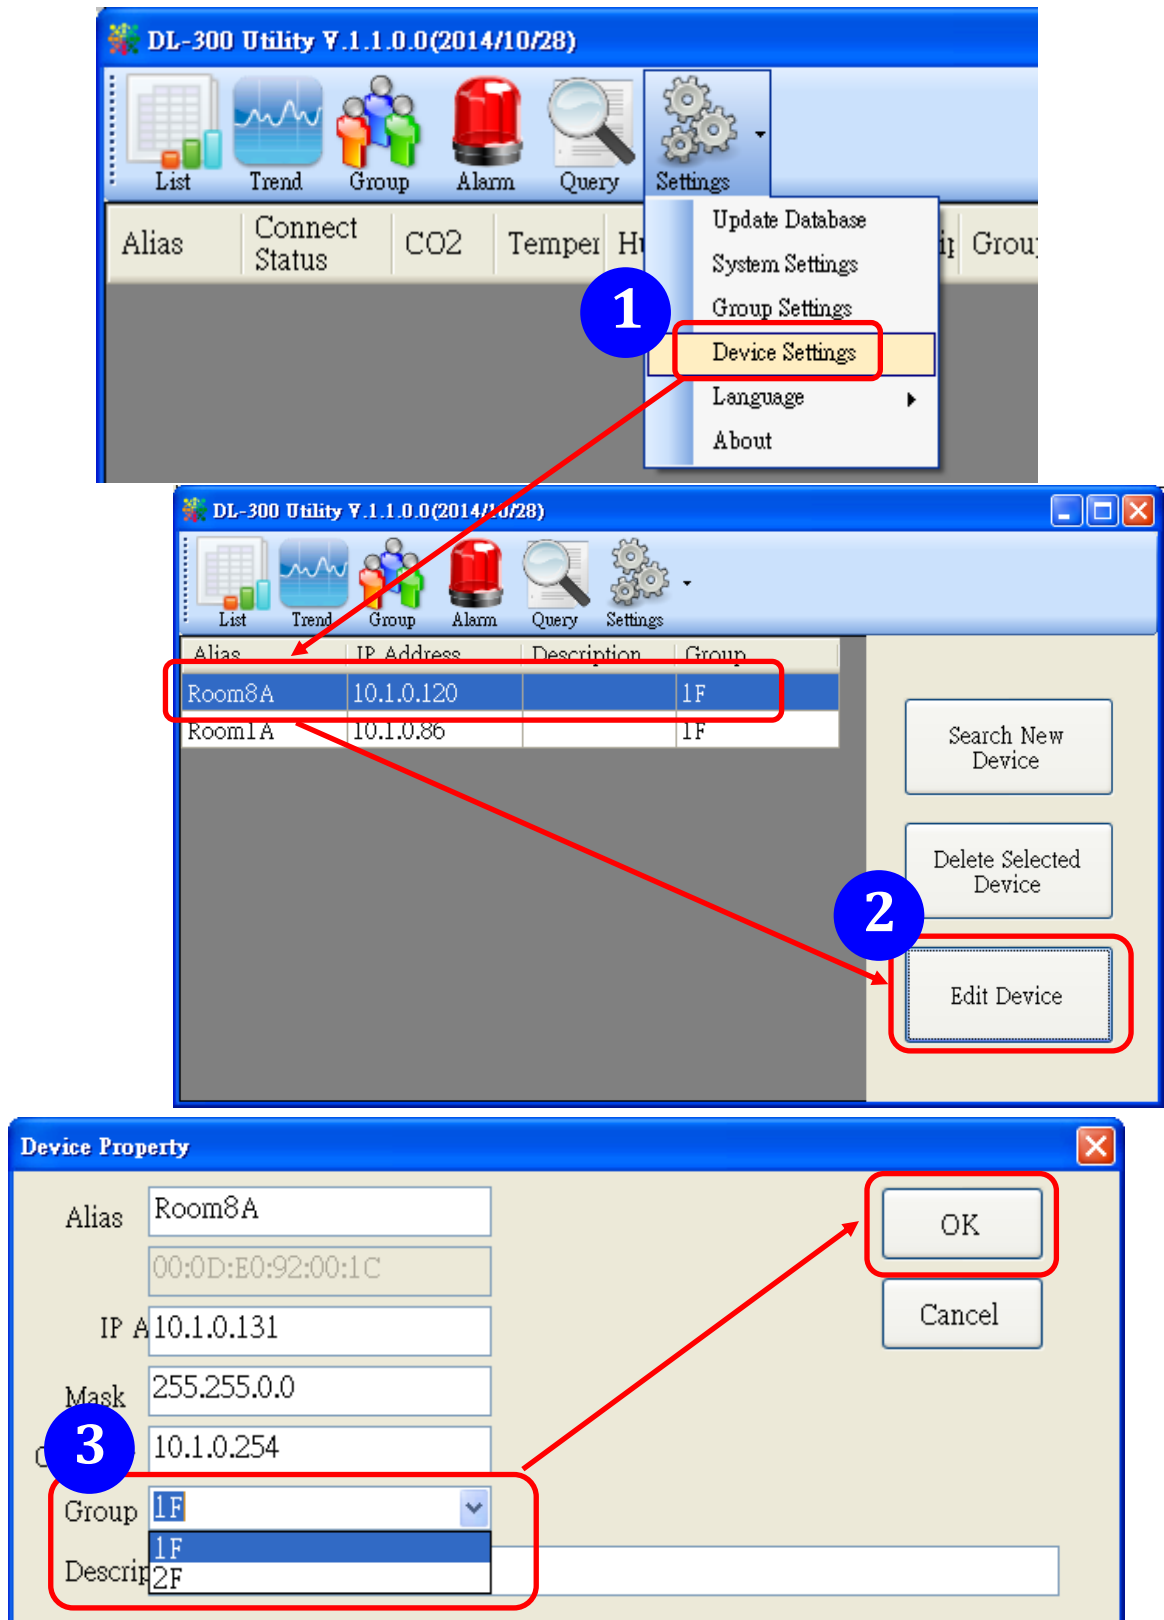 DL-300 Utility V.1.1.0.0(2014/10/28)
List Trend Group Alarm Query Settings
Alias Connect Status CO2 Temper Grou
Update Database
System Settings
Group Settings
1
Device Settings
Language
About
DL-300 Utility V.1.1.0.0(2014/10/28)
List Trend Group Alarm Query Settings
Alias IP Address Description Group
Room8A 10.1.0.120 1F
Room1A 10.1.0.86 1F
Search New
Device
Delete Selected
Device
2
Edit Device
Device Property
Alias Room8A
OK
00:0D:E0:92:00:1C
IP A 10.1.0.131
Cancel
Mask 255.255.0.0
3
10.1.0.254
Group 1F
1F
Descrip
2F